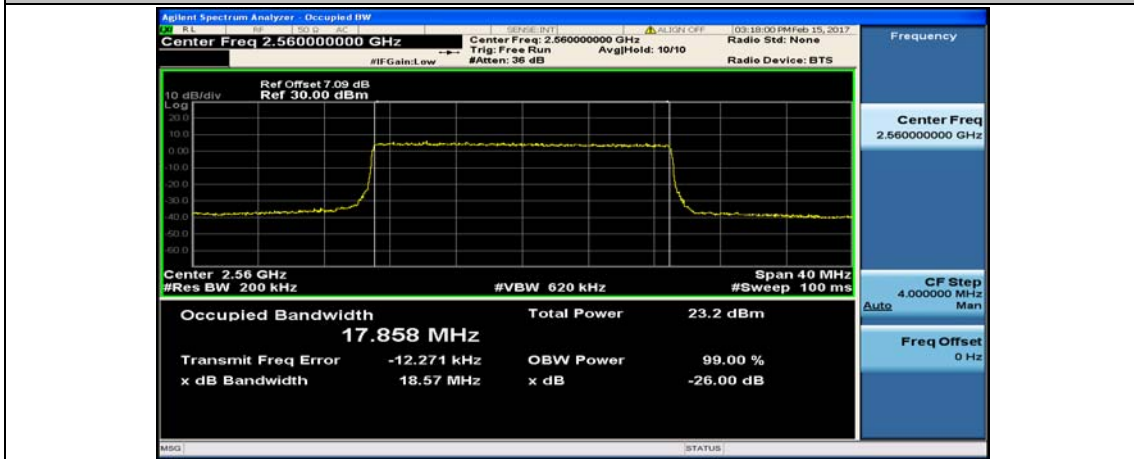 Agilent Spectrum Analyzer - Occupied BW
RL RF 50 Ω AC SENSE:INT ALIGN OFF 03:18:00 PM Feb 15, 2017
Center Freq 2.560000000 GHz
Center Freq: 2.560000000 GHz
Radio Std: None
Trig: Free Run Avg|Hold: 10/10
#IFGain:Low #Atten: 36 dB
Radio Device: BTS
Frequency
Ref Offset 7.09 dB
10 dB/div Ref 30.00 dBm
Log
20.0
10.0
0.00
-10.0
-20.0
-30.0
-40.0
-50.0
-60.0
Center Freq
2.560000000 GHz
Center 2.56 GHz Span 40 MHz
#Res BW 200 kHz #VBW 620 kHz #Sweep 100 ms
CF Step
4.000000 MHz
Auto Man
Occupied Bandwidth Total Power 23.2 dBm
17.858 MHz
Transmit Freq Error -12.271 kHz OBW Power 99.00 %
x dB Bandwidth 18.57 MHz x dB -26.00 dB
Freq Offset
0 Hz
MSG STATUS